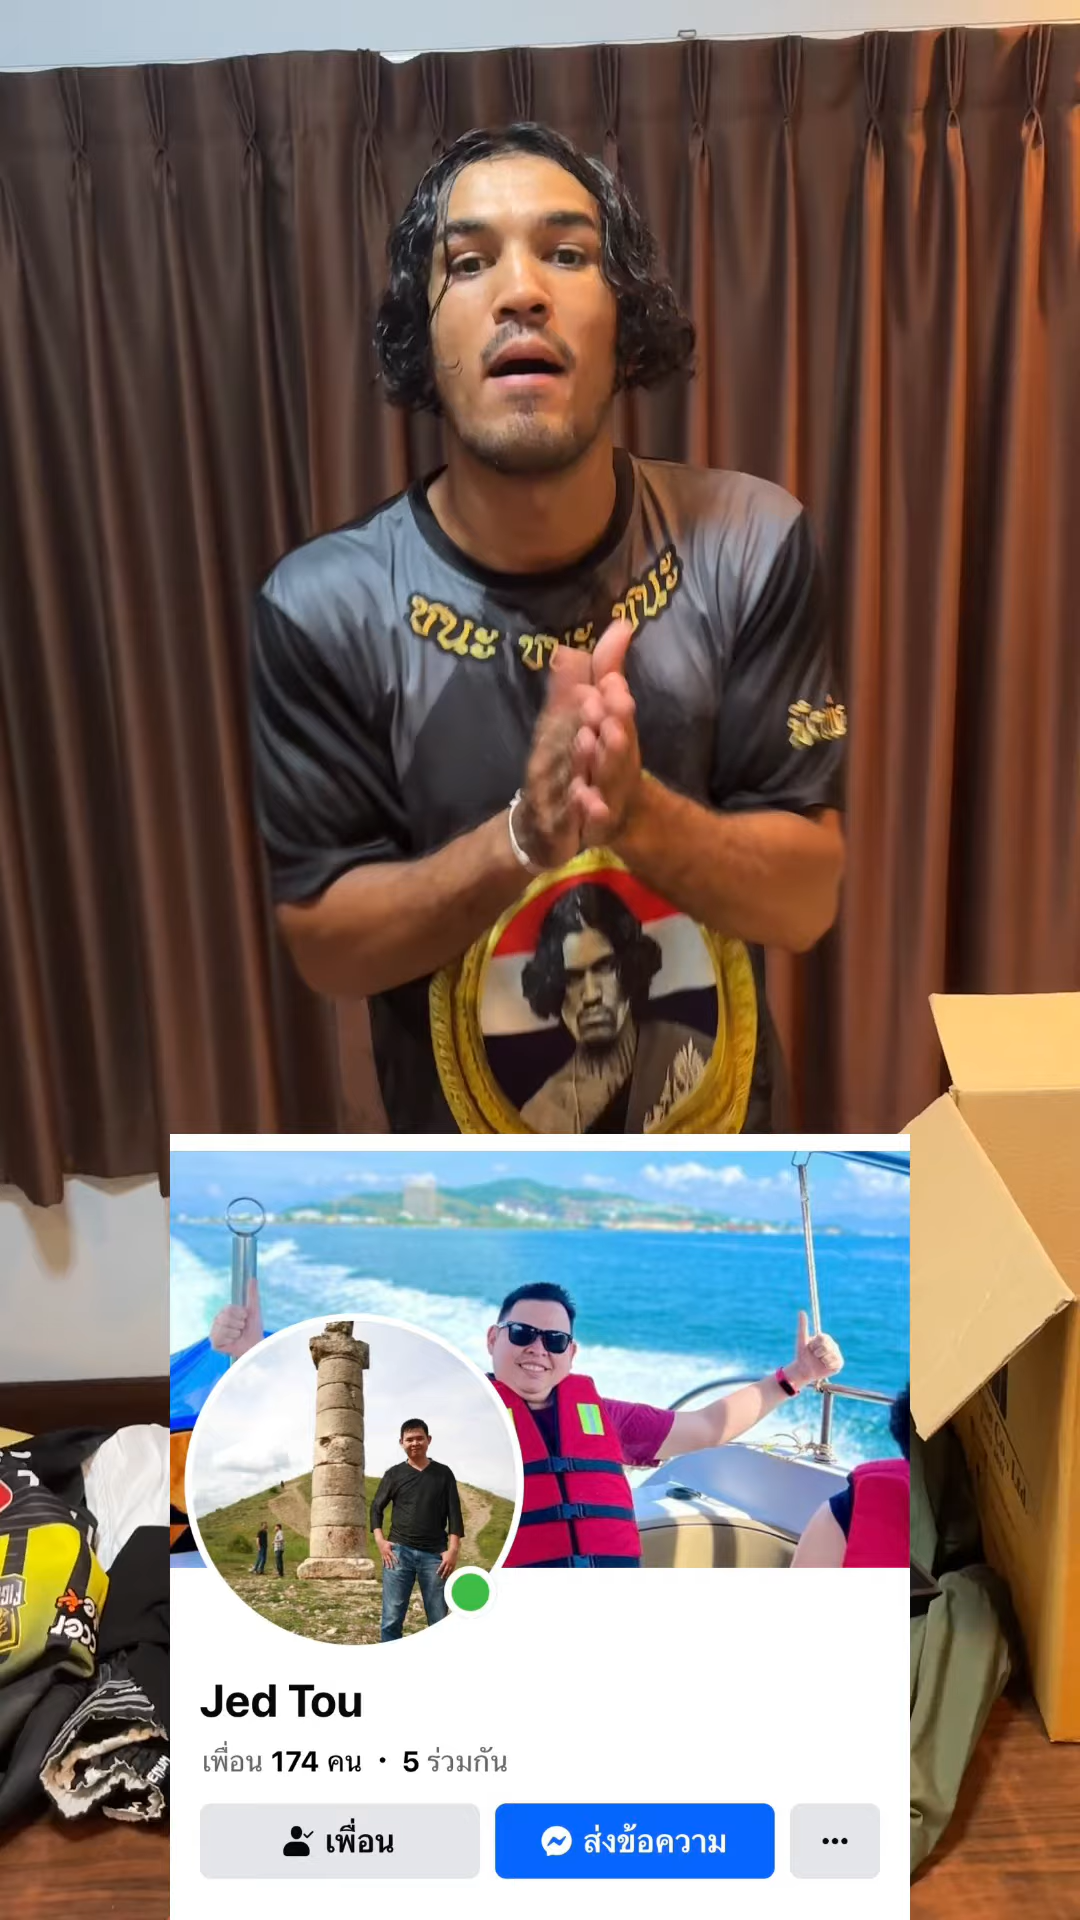 ชนะ ชนะ ชนะ
Jed Tou
เพื่อน 174 คน · 5 ร่วมกัน
เพื่อน
ส่งข้อความ